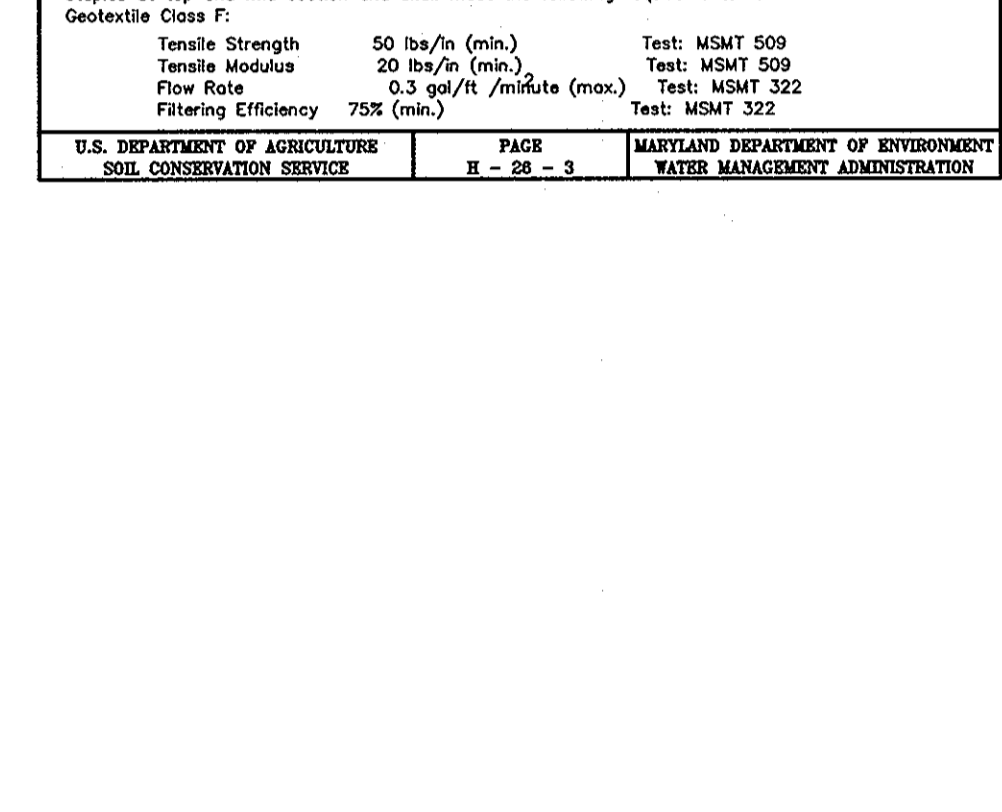 Geotextile Class F:
Tensile Strength 50 lbs/in (min.) Test: MSMT 509
Tensile Modulus 20 lbs/in (min.) Test: MSMT 509
Flow Rate 0.3 gal/ft²/minute (max.) Test: MSMT 322
Filtering Efficiency 75% (min.) Test: MSMT 322
U.S. DEPARTMENT OF AGRICULTURE PAGE MARYLAND DEPARTMENT OF ENVIRONMENT
SOIL CONSERVATION SERVICE H - 26 - 3 WATER MANAGEMENT ADMINISTRATION